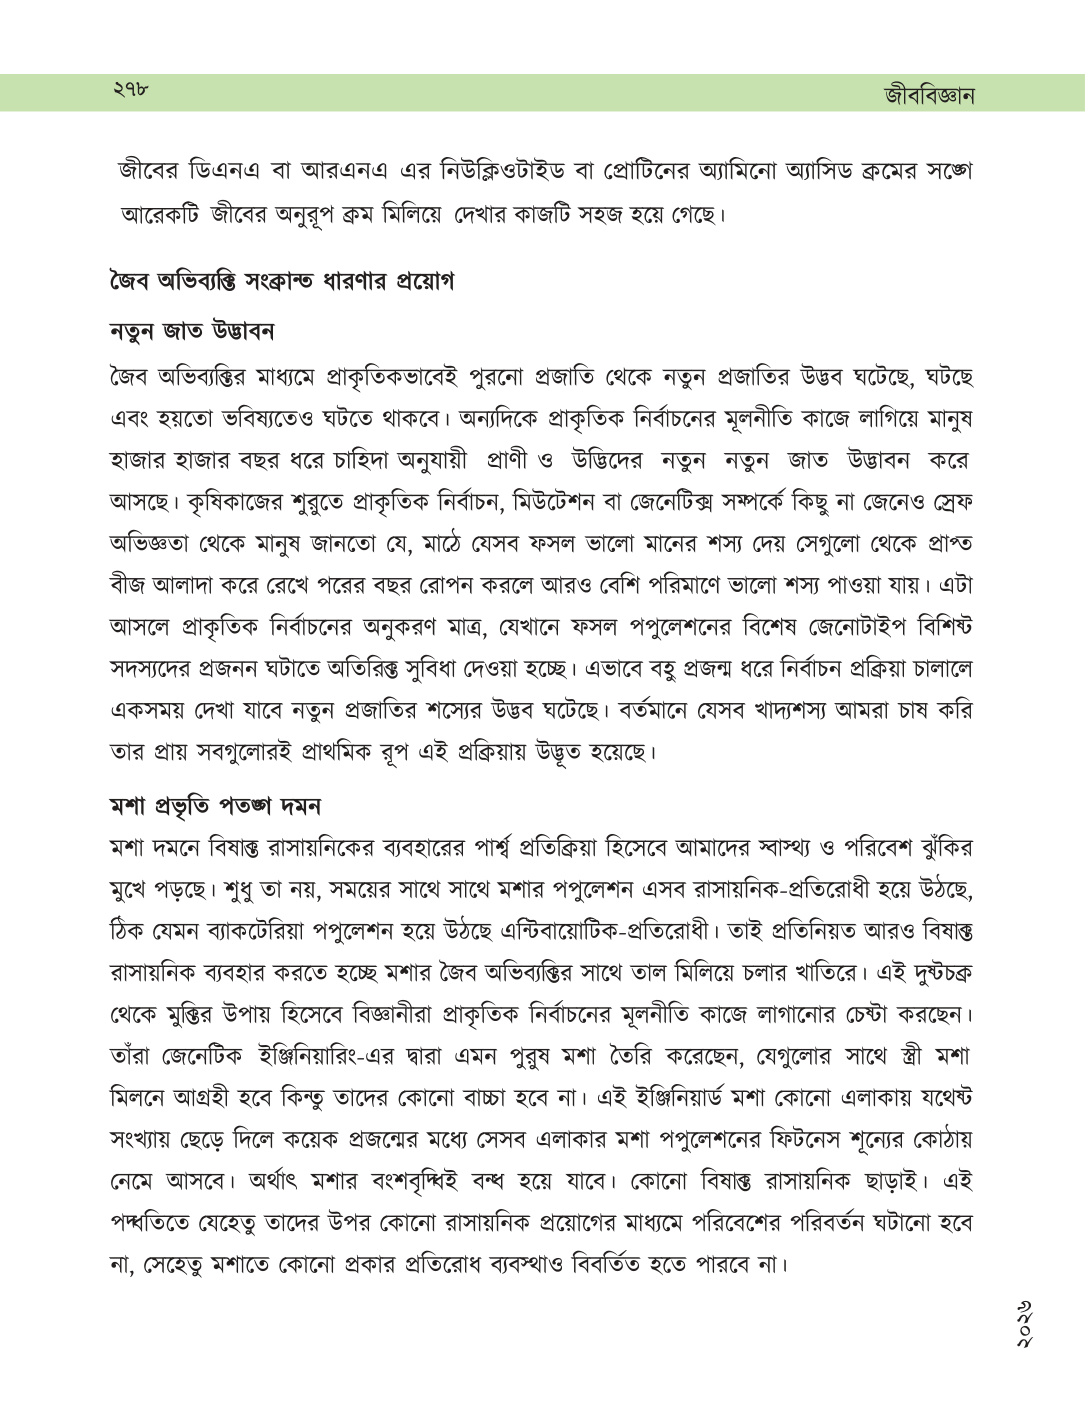 ২৭৮
জীববিজ্ঞান
জীবের ডিএনএ বা আরএনএ এর নিউক্লিওটাইড বা প্রোটিনের অ্যামিনো অ্যাসিড ক্রমের সঙ্গে
আরেকটি জীবের অনুরূপ ক্রম মিলিয়ে দেখার কাজটি সহজ হয়ে গেছে।
জৈব অভিব্যক্তি সংক্রান্ত ধারণার প্রয়োগ
নতুন জাত উদ্ভাবন
জৈব অভিব্যক্তির মাধ্যমে প্রাকৃতিকভাবেই পুরনো প্রজাতি থেকে নতুন প্রজাতির উদ্ভব ঘটেছে, ঘটছে
এবং হয়তো ভবিষ্যতেও ঘটতে থাকবে। অন্যদিকে প্রাকৃতিক নির্বাচনের মূলনীতি কাজে লাগিয়ে মানুষ
হাজার হাজার বছর ধরে চাহিদা অনুযায়ী প্রাণী ও উদ্ভিদের নতুন নতুন জাত উদ্ভাবন করে
আসছে। কৃষিকাজের শুরুতে প্রাকৃতিক নির্বাচন, মিউটেশন বা জেনেটিক্স সম্পর্কে কিছু না জেনেও স্রেফ
অভিজ্ঞতা থেকে মানুষ জানতো যে, মাঠে যেসব ফসল ভালো মানের শস্য দেয় সেগুলো থেকে প্রাপ্ত
বীজ আলাদা করে রেখে পরের বছর রোপন করলে আরও বেশি পরিমাণে ভালো শস্য পাওয়া যায়। এটা
আসলে প্রাকৃতিক নির্বাচনের অনুকরণ মাত্র, যেখানে ফসল পপুলেশনের বিশেষ জেনোটাইপ বিশিষ্ট
সদস্যদের প্রজনন ঘটাতে অতিরিক্ত সুবিধা দেওয়া হচ্ছে। এভাবে বহু প্রজন্ম ধরে নির্বাচন প্রক্রিয়া চালালে
একসময় দেখা যাবে নতুন প্রজাতির শস্যের উদ্ভব ঘটেছে। বর্তমানে যেসব খাদ্যশস্য আমরা চাষ করি
তার প্রায় সবগুলোরই প্রাথমিক রূপ এই প্রক্রিয়ায় উদ্ভূত হয়েছে।
মশা প্রভৃতি পতঙ্গ দমন
মশা দমনে বিষাক্ত রাসায়নিকের ব্যবহারের পার্শ্ব প্রতিক্রিয়া হিসেবে আমাদের স্বাস্থ্য ও পরিবেশ ঝুঁকির
মুখে পড়ছে। শুধু তা নয়, সময়ের সাথে সাথে মশার পপুলেশন এসব রাসায়নিক-প্রতিরোধী হয়ে উঠছে,
ঠিক যেমন ব্যাকটেরিয়া পপুলেশন হয়ে উঠছে এন্টিবায়োটিক-প্রতিরোধী। তাই প্রতিনিয়ত আরও বিষাক্ত
রাসায়নিক ব্যবহার করতে হচ্ছে মশার জৈব অভিব্যক্তির সাথে তাল মিলিয়ে চলার খাতিরে। এই দুষ্টচক্র
থেকে মুক্তির উপায় হিসেবে বিজ্ঞানীরা প্রাকৃতিক নির্বাচনের মূলনীতি কাজে লাগানোর চেষ্টা করছেন।
তাঁরা জেনেটিক ইঞ্জিনিয়ারিং-এর দ্বারা এমন পুরুষ মশা তৈরি করেছেন, যেগুলোর সাথে স্ত্রী মশা
মিলনে আগ্রহী হবে কিন্তু তাদের কোনো বাচ্চা হবে না। এই ইঞ্জিনিয়ার্ড মশা কোনো এলাকায় যথেষ্ট
সংখ্যায় ছেড়ে দিলে কয়েক প্রজন্মের মধ্যে সেসব এলাকার মশা পপুলেশনের ফিটনেস শূন্যের কোঠায়
নেমে আসবে। অর্থাৎ মশার বংশবৃদ্ধিই বন্ধ হয়ে যাবে। কোনো বিষাক্ত রাসায়নিক ছাড়াই। এই
পদ্ধতিতে যেহেতু তাদের উপর কোনো রাসায়নিক প্রয়োগের মাধ্যমে পরিবেশের পরিবর্তন ঘটানো হবে
না, সেহেতু মশাতে কোনো প্রকার প্রতিরোধ ব্যবস্থাও বিবর্তিত হতে পারবে না।
২০২৬